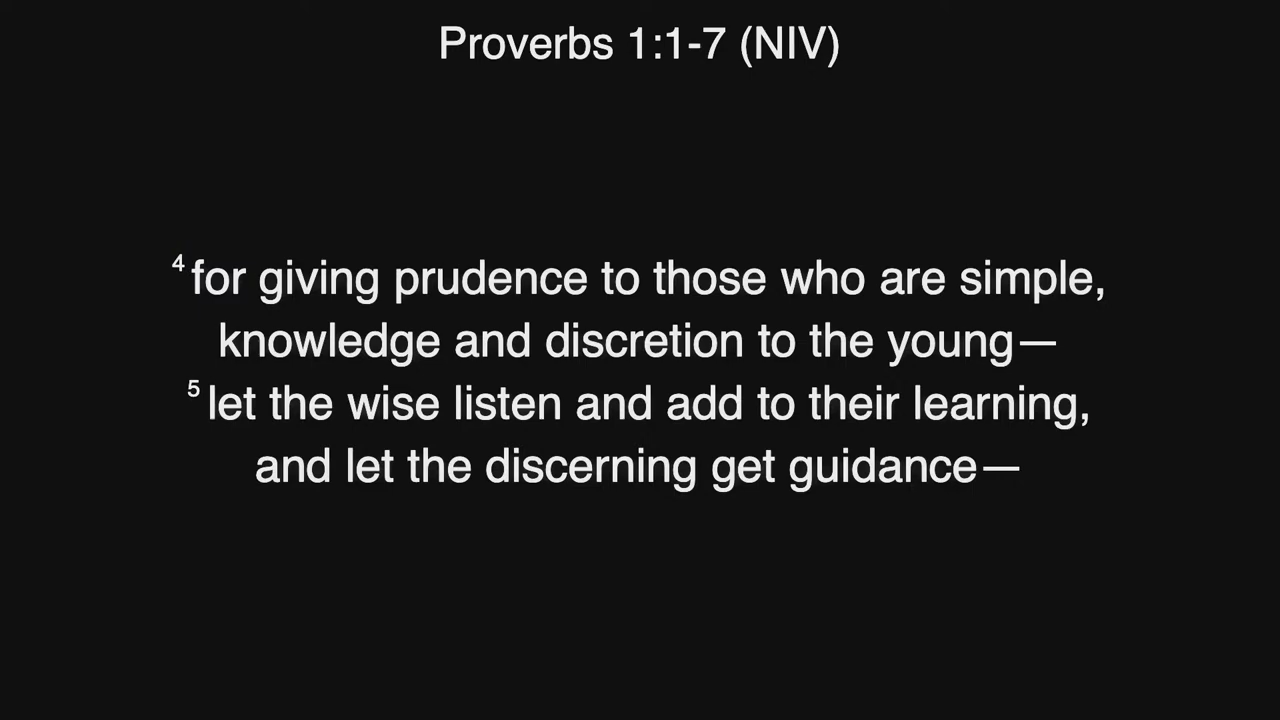 Proverbs 1:1-7 (NIV)
4 for giving prudence to those who are simple,
knowledge and discretion to the young—
5 let the wise listen and add to their learning,
and let the discerning get guidance—